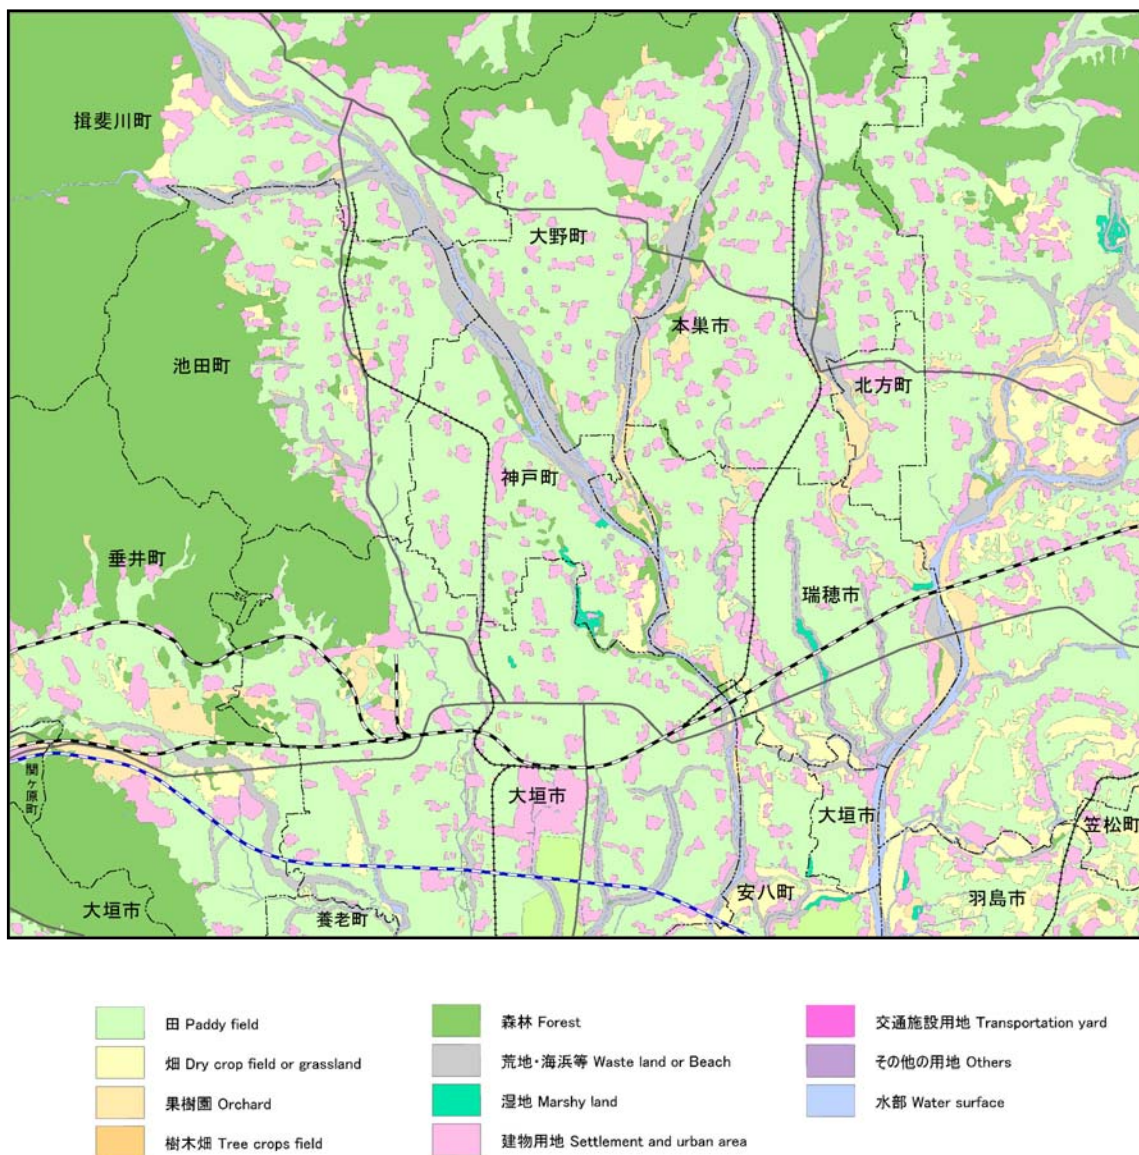 揖斐川町
大野町
本巣市
池田町
北方町
神戸町
垂井町
瑞穂市
関ヶ原町
大垣市
大垣市
笠松町
大垣市
養老町
安八町
羽島市
田 Paddy field
畑 Dry crop field or grassland
果樹園 Orchard
樹木畑 Tree crops field
森林 Forest
荒地・海浜等 Waste land or Beach
湿地 Marshy land
建物用地 Settlement and urban area
交通施設用地 Transportation yard
その他の用地 Others
水部 Water surface